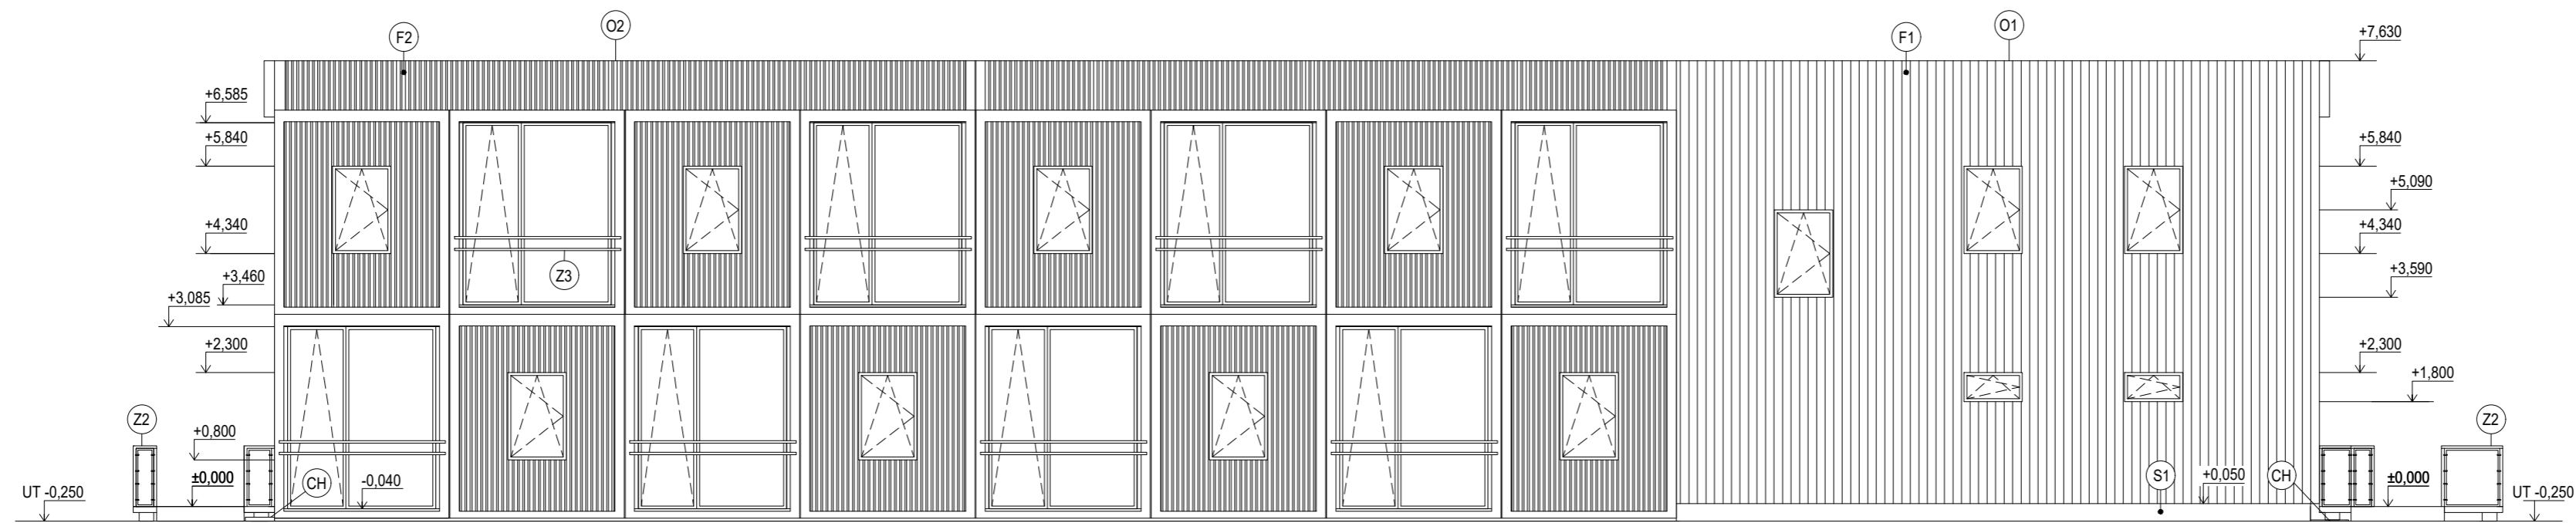 O2
O1
F2
F1
+7,630
+6,585
+5,840
+5,840
+5,090
+4,340
+4,340
Z3
+3,460
+3,590
+3,085
+2,300
+2,300
+1,800
Z2
Z2
+0,800
±0,000
CH
-0,040
S1
+0,050
CH
±0,000
UT -0,250
UT -0,250